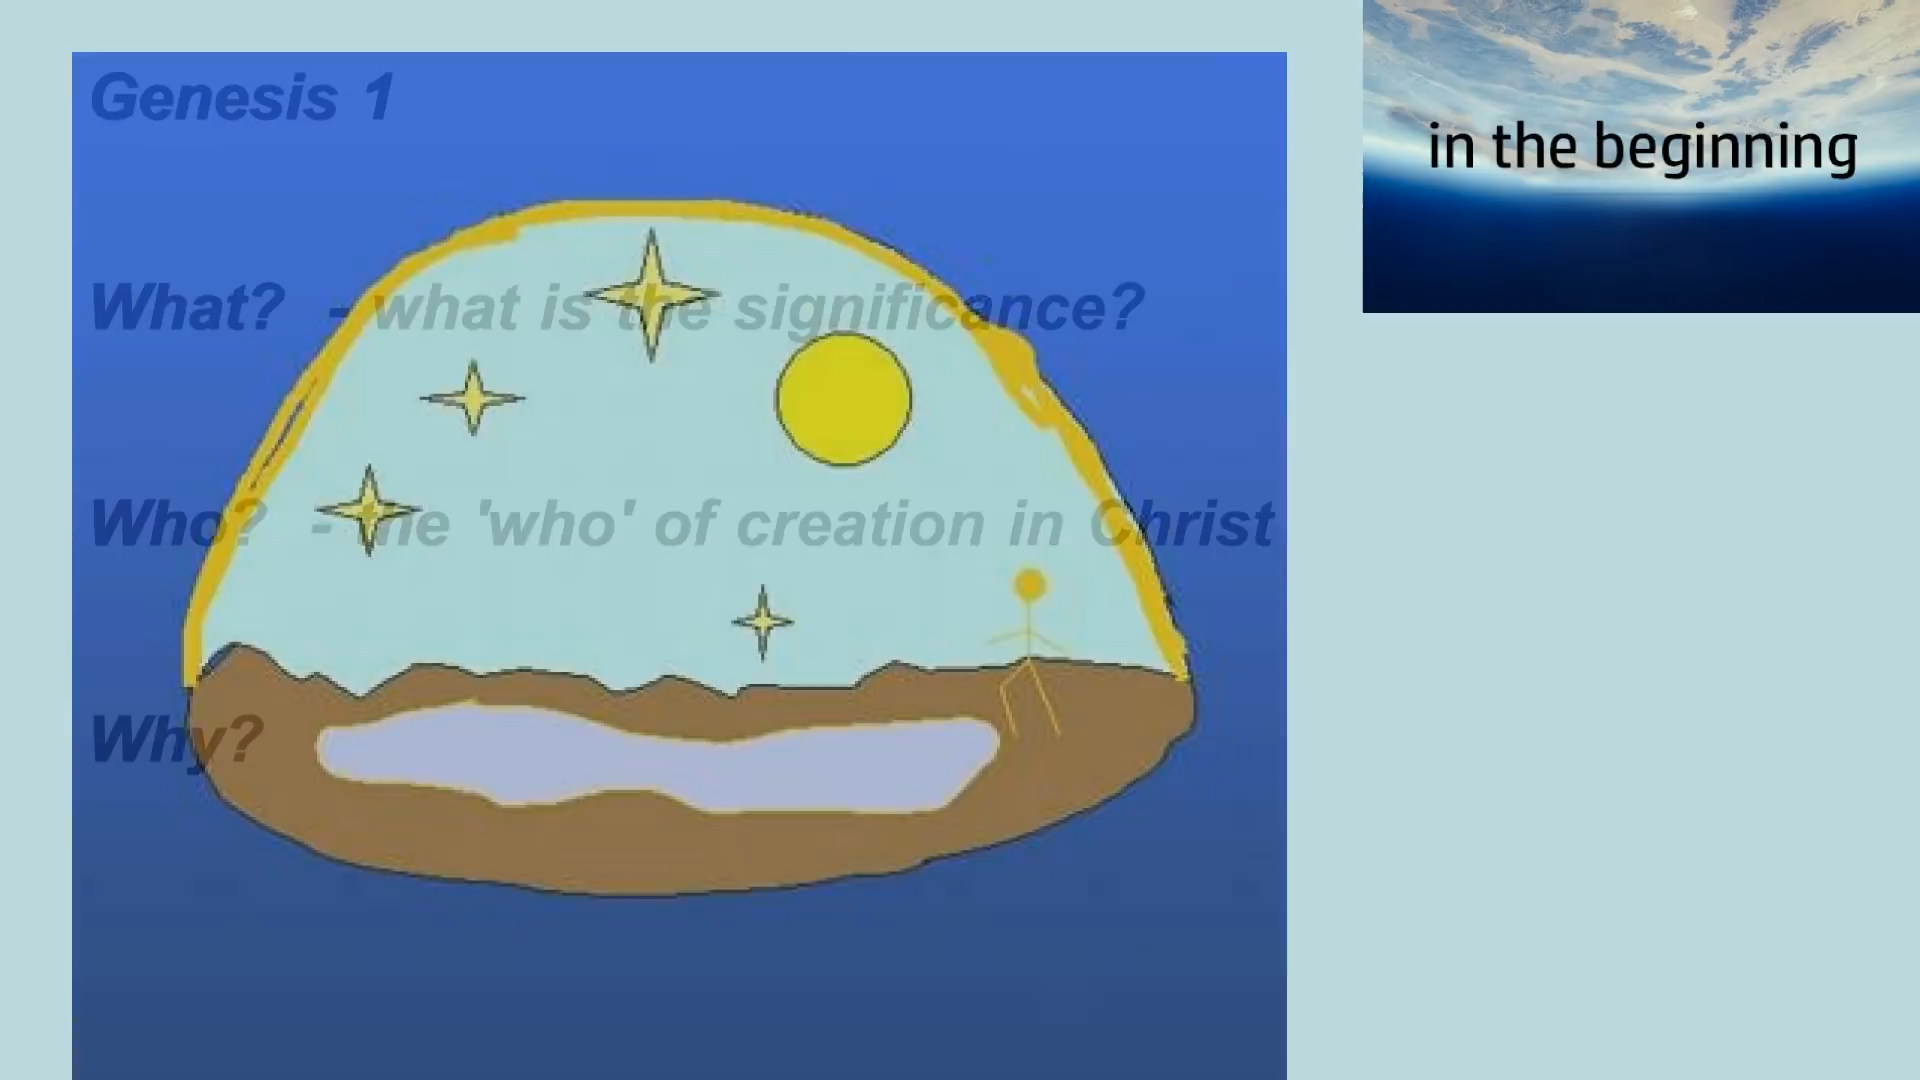 Genesis 1
What? - what is the significance?
Who? - the 'who' of creation in Christ
Why?
in the beginning